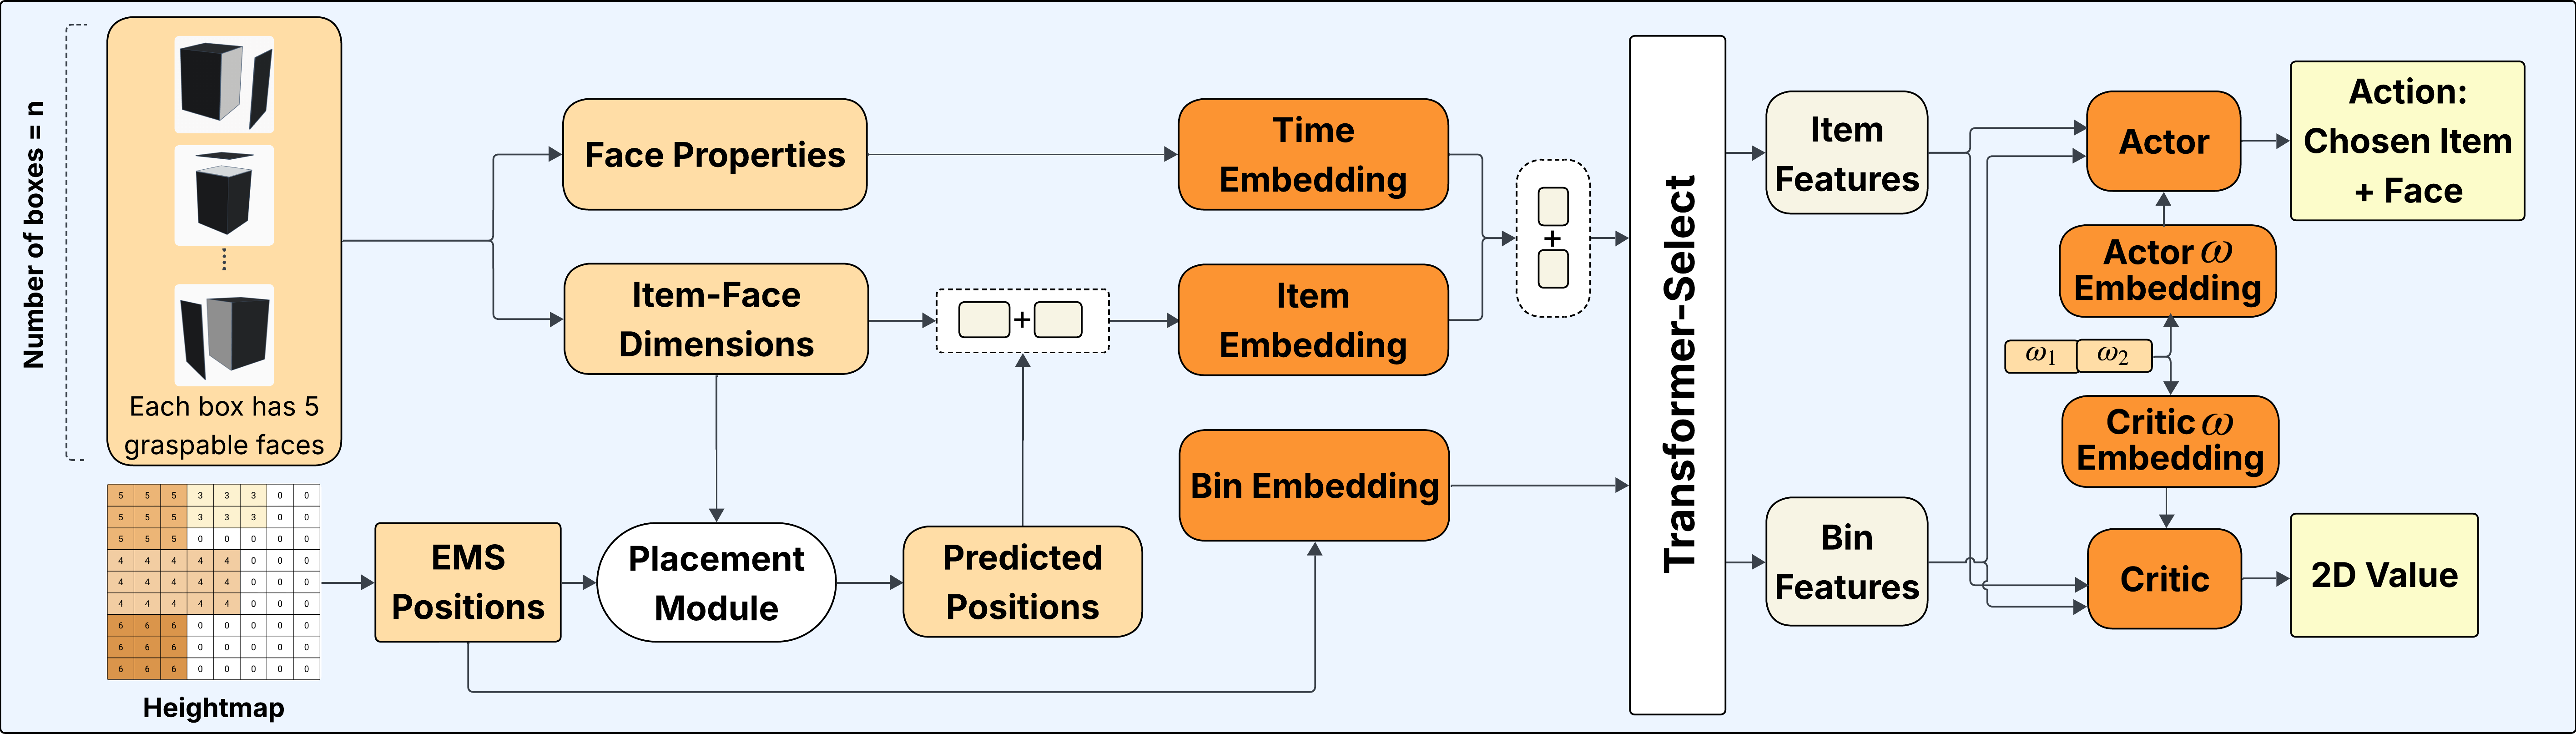 Number of boxes = n
Each box has 5
graspable faces
5 5 5 3 3 3 0 0
5 5 5 3 3 3 0 0
5 5 5 0 0 0 0 0
4 4 4 4 4 0 0 0
4 4 4 4 4 0 0 0
4 4 4 4 4 0 0 0
6 6 6 0 0 0 0 0
6 6 6 0 0 0 0 0
6 6 6 0 0 0 0 0
Heightmap
Face Properties
Item-Face
Dimensions
EMS
Positions
Placement
Module
Predicted
Positions
+
Time
Embedding
Item
Embedding
Bin Embedding
+
Transformer-Select
Item
Features
Bin
Features
Actor
Actor ω
Embedding
ω1 ω2
Critic ω
Embedding
Critic
Action:
Chosen Item
+ Face
2D Value